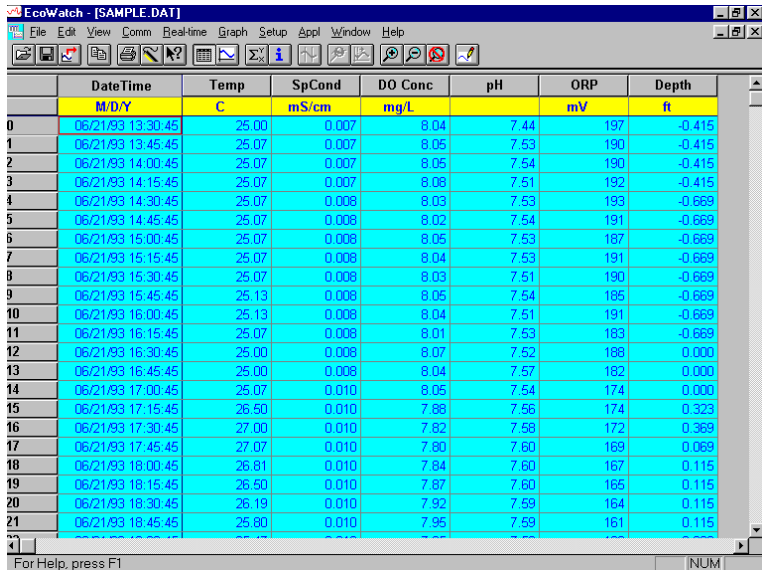 EcoWatch - [SAMPLE.DAT]
File Edit View Comm Real-time Graph Setup Appl Window Help
DateTime Temp SpCond DO Conc pH ORP Depth
M/D/Y C mS/cm mg/L mV ft
0 06/21/93 13:30:45 25.00 0.007 8.04 7.44 197 -0.415
1 06/21/93 13:45:45 25.07 0.007 8.05 7.53 190 -0.415
2 06/21/93 14:00:45 25.07 0.007 8.05 7.54 190 -0.415
3 06/21/93 14:15:45 25.07 0.007 8.08 7.51 192 -0.415
4 06/21/93 14:30:45 25.07 0.008 8.03 7.53 193 -0.669
5 06/21/93 14:45:45 25.07 0.008 8.02 7.54 191 -0.669
6 06/21/93 15:00:45 25.07 0.008 8.05 7.53 187 -0.669
7 06/21/93 15:15:45 25.07 0.008 8.04 7.53 191 -0.669
8 06/21/93 15:30:45 25.07 0.008 8.03 7.51 190 -0.669
9 06/21/93 15:45:45 25.13 0.008 8.05 7.54 185 -0.669
10 06/21/93 16:00:45 25.13 0.008 8.04 7.51 191 -0.669
11 06/21/93 16:15:45 25.07 0.008 8.01 7.53 183 -0.669
12 06/21/93 16:30:45 25.00 0.008 8.07 7.52 188 0.000
13 06/21/93 16:45:45 25.00 0.008 8.04 7.57 182 0.000
14 06/21/93 17:00:45 25.07 0.010 8.05 7.54 174 0.000
15 06/21/93 17:15:45 26.50 0.010 7.88 7.56 174 0.323
16 06/21/93 17:30:45 27.00 0.010 7.82 7.58 172 0.369
17 06/21/93 17:45:45 27.07 0.010 7.80 7.60 169 0.069
18 06/21/93 18:00:45 26.81 0.010 7.84 7.60 167 0.115
19 06/21/93 18:15:45 26.50 0.010 7.87 7.60 165 0.115
20 06/21/93 18:30:45 26.19 0.010 7.92 7.59 164 0.115
21 06/21/93 18:45:45 25.80 0.010 7.95 7.59 161 0.115
For Help, press F1 NUM